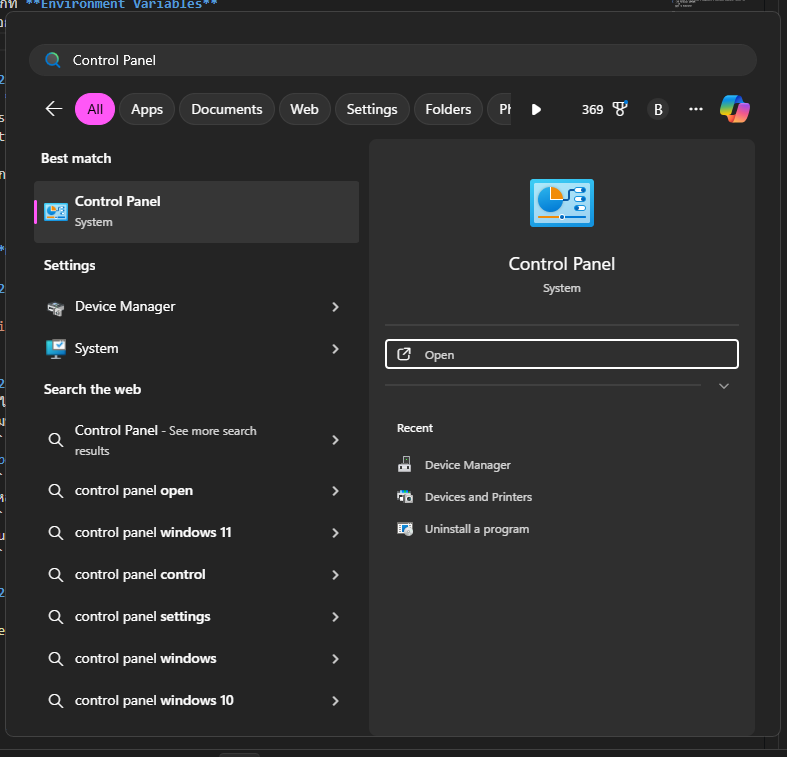 **Environment Variables**
Control Panel
All
Apps
Documents
Web
Settings
Folders
369
B
Best match
Control Panel
System
Settings
Device Manager
System
Search the web
Control Panel - See more search
results
control panel open
control panel windows 11
control panel control
control panel settings
control panel windows
control panel windows 10
Control Panel
System
Open
Recent
Device Manager
Devices and Printers
Uninstall a program